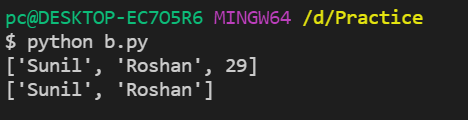 pc@DESKTOP-EC7O5R6 MINGW64 /d/Practice
$ python b.py
['Sunil', 'Roshan', 29]
['Sunil', 'Roshan']